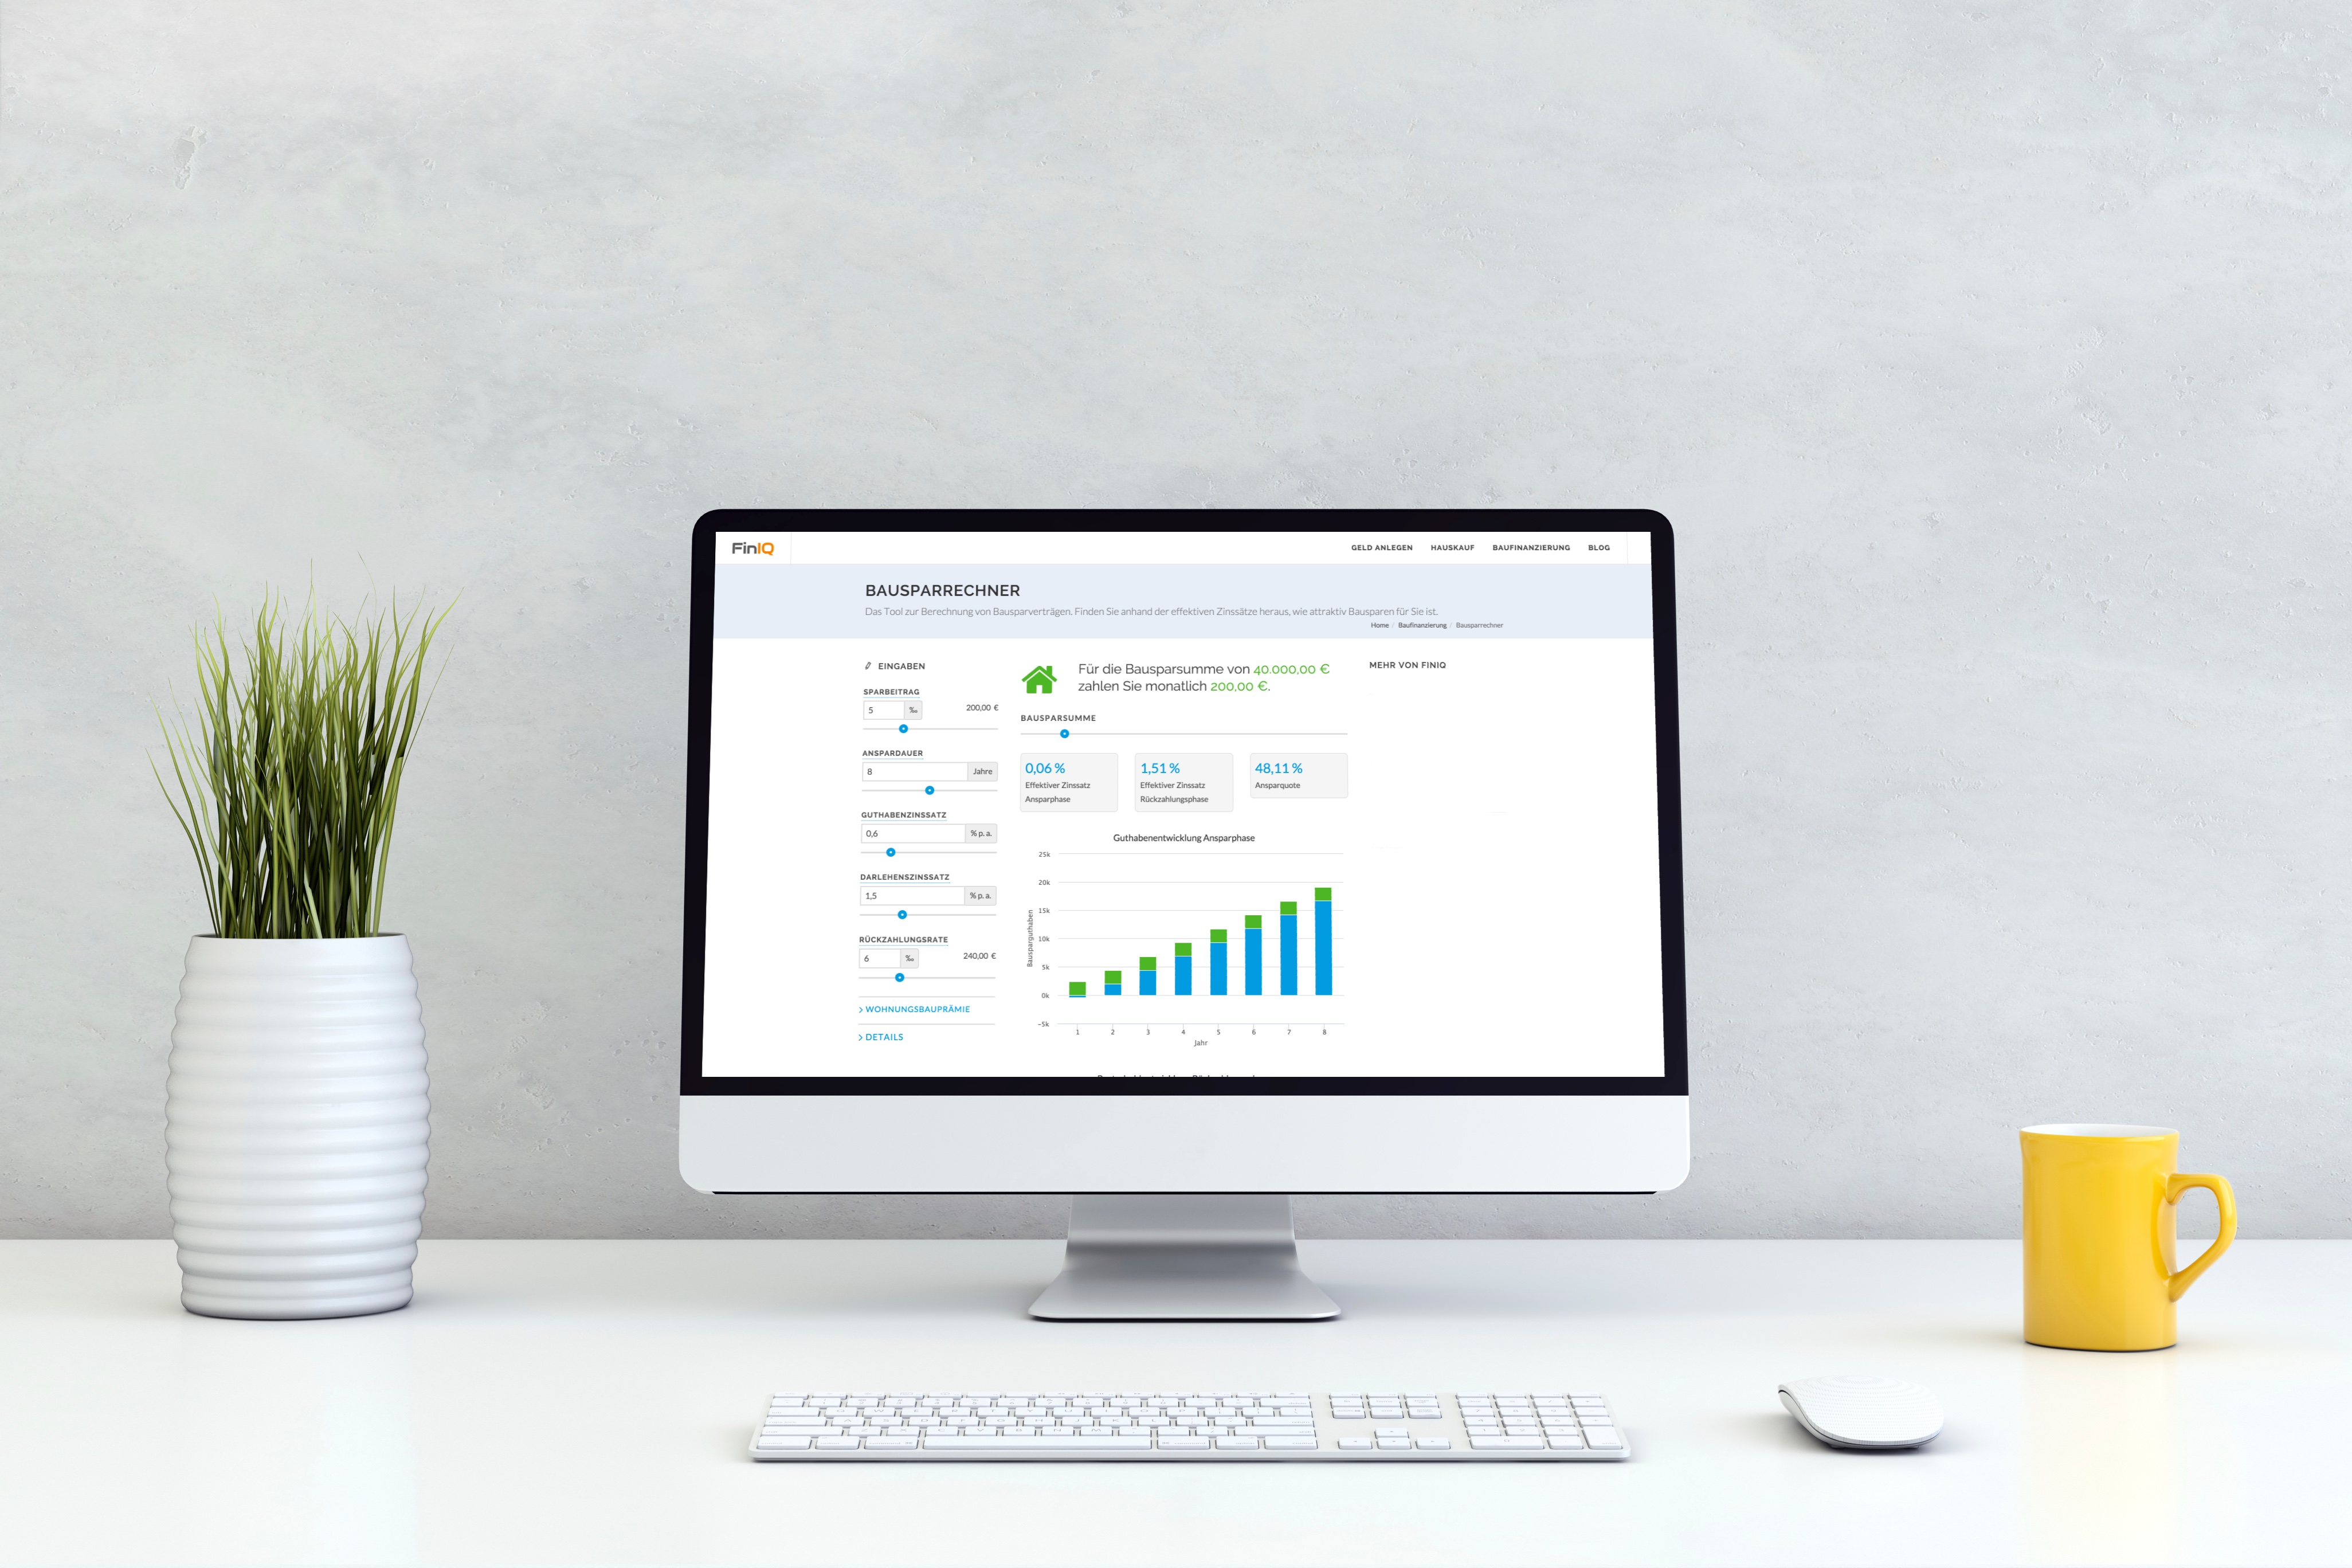 FinIQ
GELD ANLEGEN HAUSKAUF BAUFINANZIERUNG BLOG
BAUSPARRECHNER
Das Tool zur Berechnung von Bausparverträgen. Finden Sie anhand der effektiven Zinssätze heraus, wie attraktiv Bausparen für Sie ist.
Home / Baufinanzierung / Bausparrechner
EINGABEN
SPARBEITRAG
5 ‰ 200,00 €
ANSPARDAUER
8 Jahre
GUTHABENZINSSATZ
0,6 % p. a.
DARLEHENSZINSSATZ
1,5 % p. a.
RÜCKZAHLUNGSRATE
6 ‰ 240,00 €
> WOHNUNGSBAUPRÄMIE
> DETAILS
Für die Bausparsumme von 40.000,00 €
zahlen Sie monatlich 200,00 €.
BAUSPARSUMME
0,06 %
Effektiver Zinssatz
Ansparphase
1,51 %
Effektiver Zinssatz
Rückzahlungsphase
48,11 %
Ansparquote
Guthabenentwicklung Ansparphase
Bausparguthaben
25k
20k
15k
10k
5k
0k
-5k
1 2 3 4 5 6 7 8
Jahr
MEHR VON FINIQ